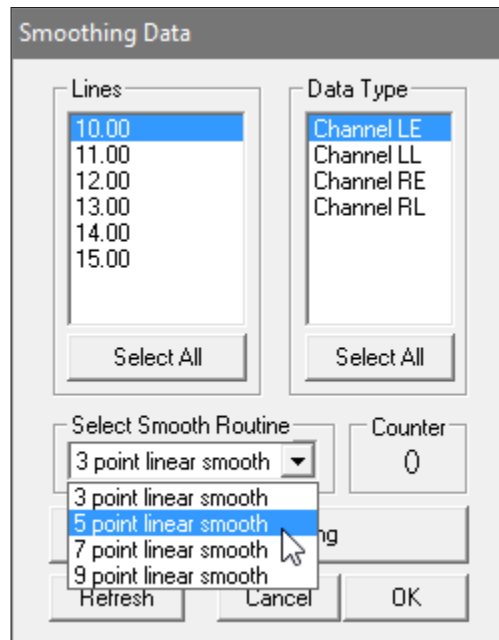 Smoothing Data
Lines
10.00
11.00
12.00
13.00
14.00
15.00
Select All
Data Type
Channel LE
Channel LL
Channel RE
Channel RL
Select All
Select Smooth Routine
3 point linear smooth
3 point linear smooth
5 point linear smooth
7 point linear smooth
9 point linear smooth
Counter
0
Refresh
Cancel
OK